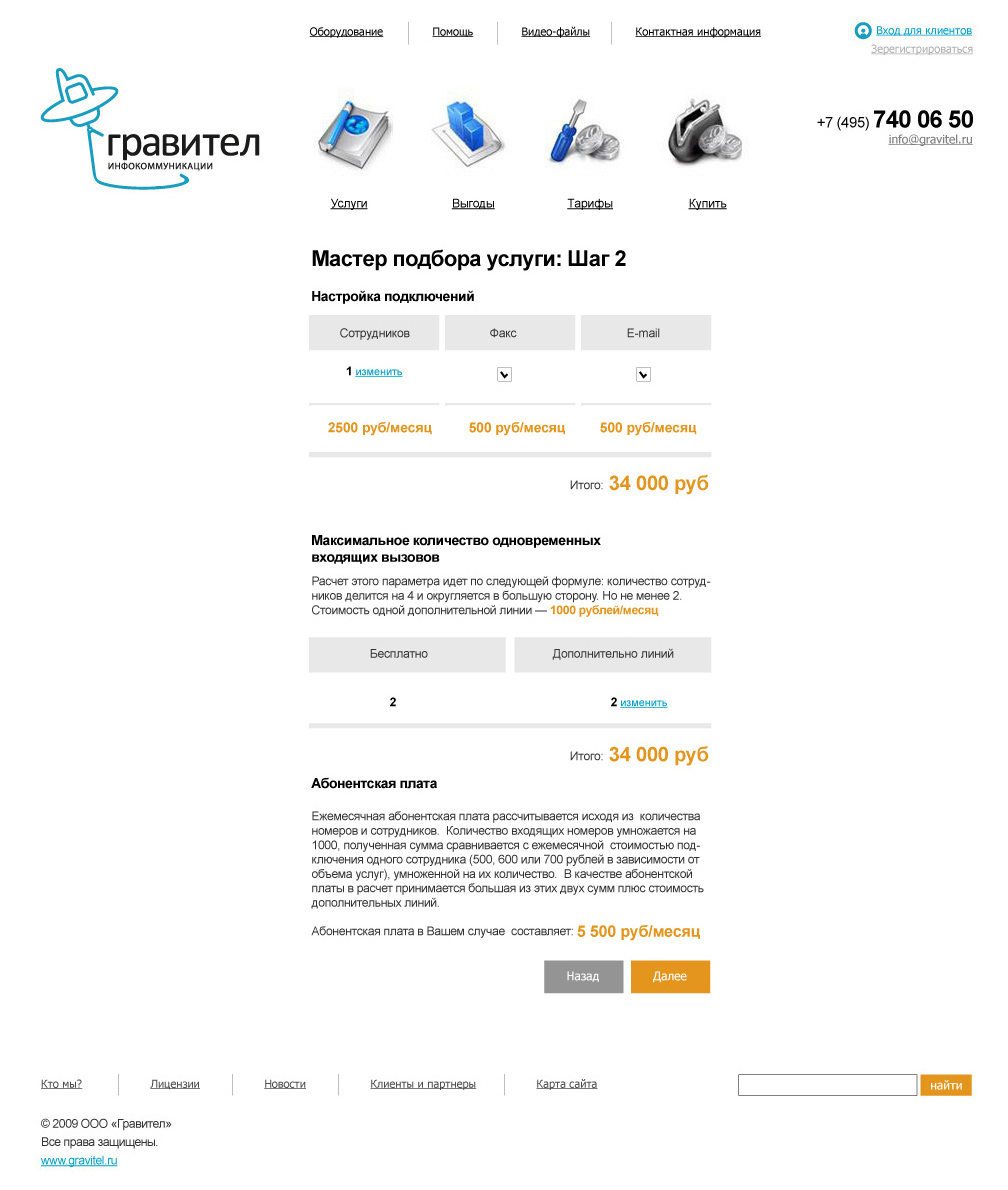 Оборудование
Помощь
Видео-файлы
Контактная информация
Вход для клиентов
Зерегистрироваться
гравител
ИНФОКОММУНИКАЦИИ
+7 (495) 740 06 50
info@gravitel.ru
Услуги
Выгоды
Тарифы
Купить
Мастер подбора услуги: Шаг 2
Настройка подключений
Сотрудников
Факс
E-mail
1 изменить
2500 руб/месяц
500 руб/месяц
500 руб/месяц
Итого: 34 000 руб
Максимальное количество одновременных
входящих вызовов
Расчет этого параметра идет по следующей формуле: количество сотруд-
ников делится на 4 и округляется в большую сторону. Но не менее 2.
Стоимость одной дополнительной линии — 1000 рублей/месяц
Бесплатно
Дополнительно линий
2
2 изменить
Итого: 34 000 руб
Абонентская плата
Ежемесячная абонентская плата рассчитывается исходя из количества
номеров и сотрудников. Количество входящих номеров умножается на
1000, полученная сумма сравнивается с ежемесячной стоимостью под-
ключения одного сотрудника (500, 600 или 700 рублей в зависимости от
объема услуг), умноженной на их количество. В качестве абонентской
платы в расчет принимается большая из этих двух сумм плюс стоимость
дополнительных линий.
Абонентская плата в Вашем случае составляет: 5 500 руб/месяц
Назад
Далее
Кто мы?
Лицензии
Новости
Клиенты и партнеры
Карта сайта
найти
© 2009 ООО «Гравител»
Все права защищены.
www.gravitel.ru